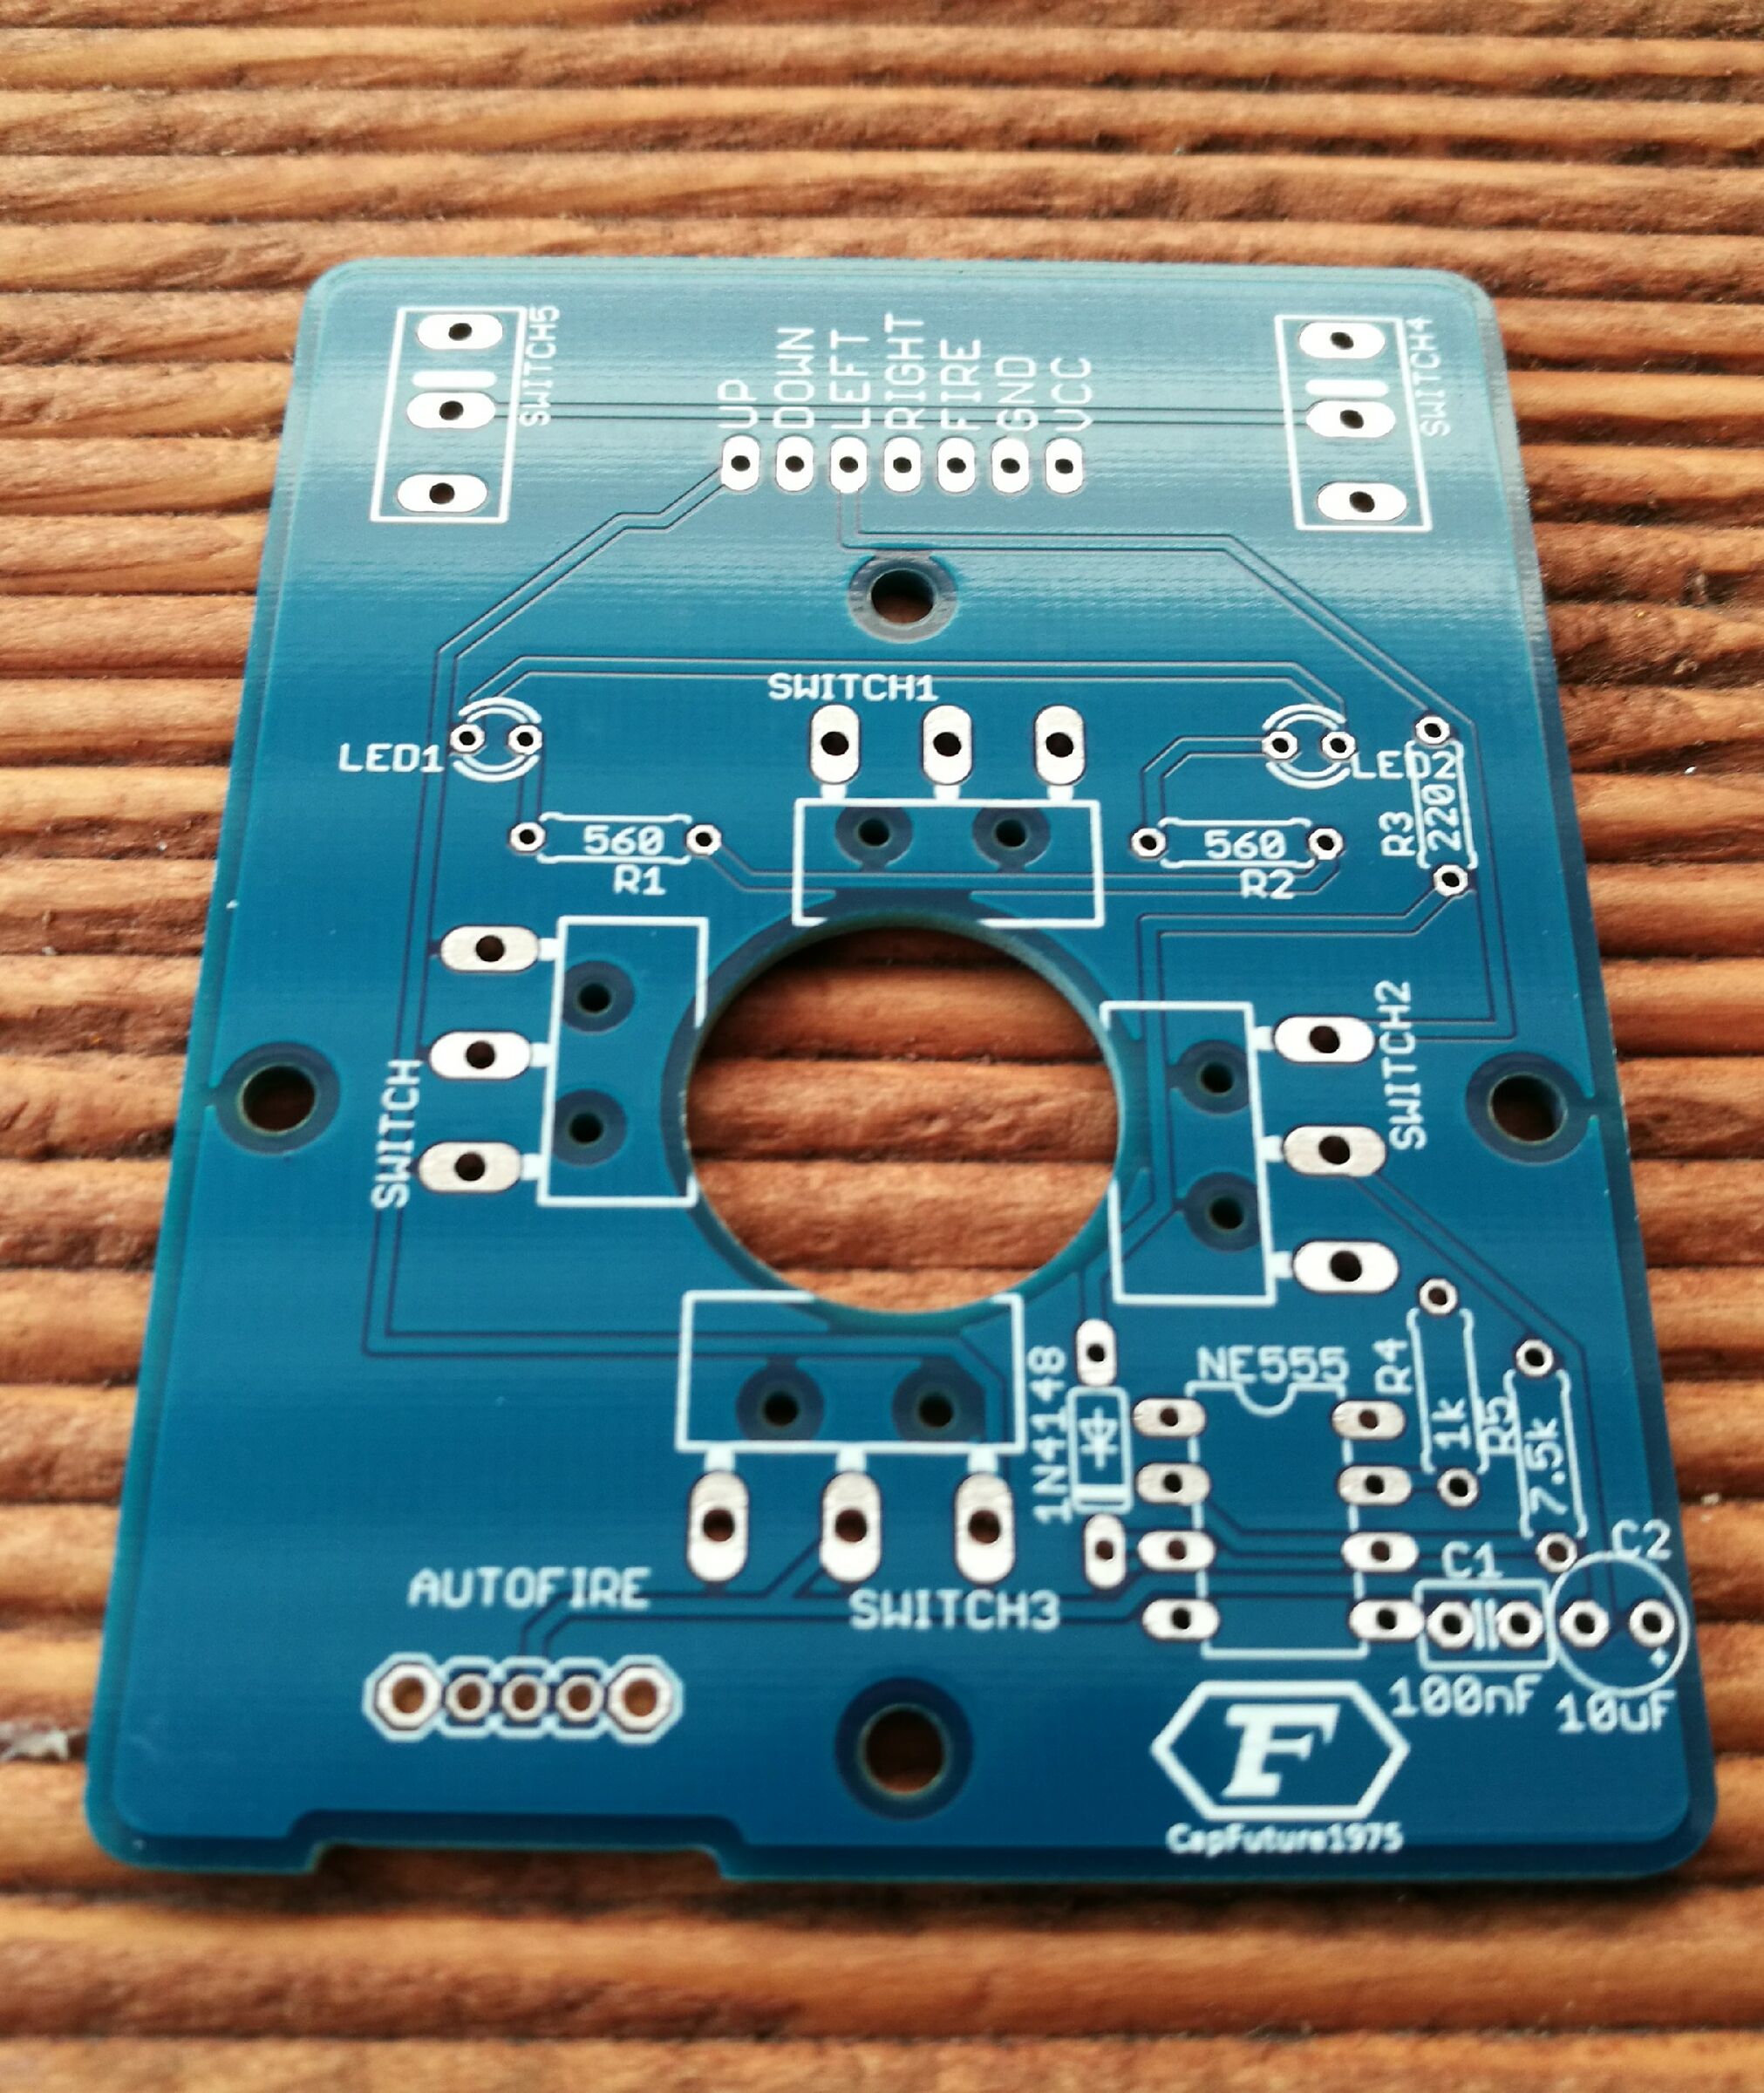 SWITCH5
UP
DOWN
LEFT
RIGHT
FIRE
GND
VCC
SWITCH4
SWITCH1
LED1
LED2
560
R1
560
R2
R3
220
SWITCH
SWITCH2
1N4148
NE555
R4
1k
R5
7.5k
AUTOFIRE
SWITCH3
C1
C2
+
100nF
10uF
F
CapFuture1975